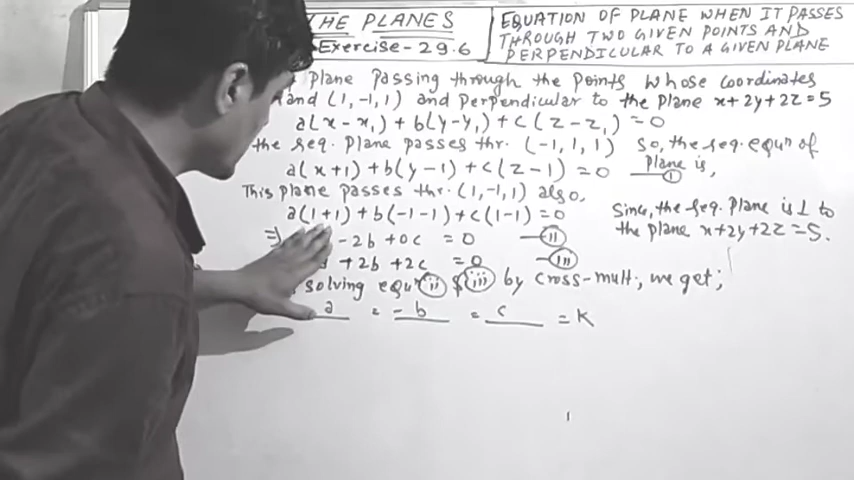 THE PLANES
Exercise-29.6
EQUATION OF PLANE WHEN IT PASSES
THROUGH TWO GIVEN POINTS AND
PERPENDICULAR TO A GIVEN PLANE
Plane Passing through the Points whose coordinates
and (1,-1,1) and Perpendicular to the plane x+2y+2z=5
a(x-x₁)+b(y-y₁)+c(z-z₁)=0
the req. Plane passes thr. (-1,1,1) So, the req. equⁿ of
Plane is,
a(x+1)+b(y-1)+c(z-1)=0 —(i)
This plane passes thr. (1,-1,1) also,
a(1+1)+b(-1-1)+c(1-1)=0
⇒ -2b+0c=0 —(ii)
+2b+2c=0 —(iii)
Since, the req. Plane is ⊥ to
the plane x+2y+2z=5.
solving equⁿ (ii) & (iii) by cross-mult., we get;
a = -b = c = K